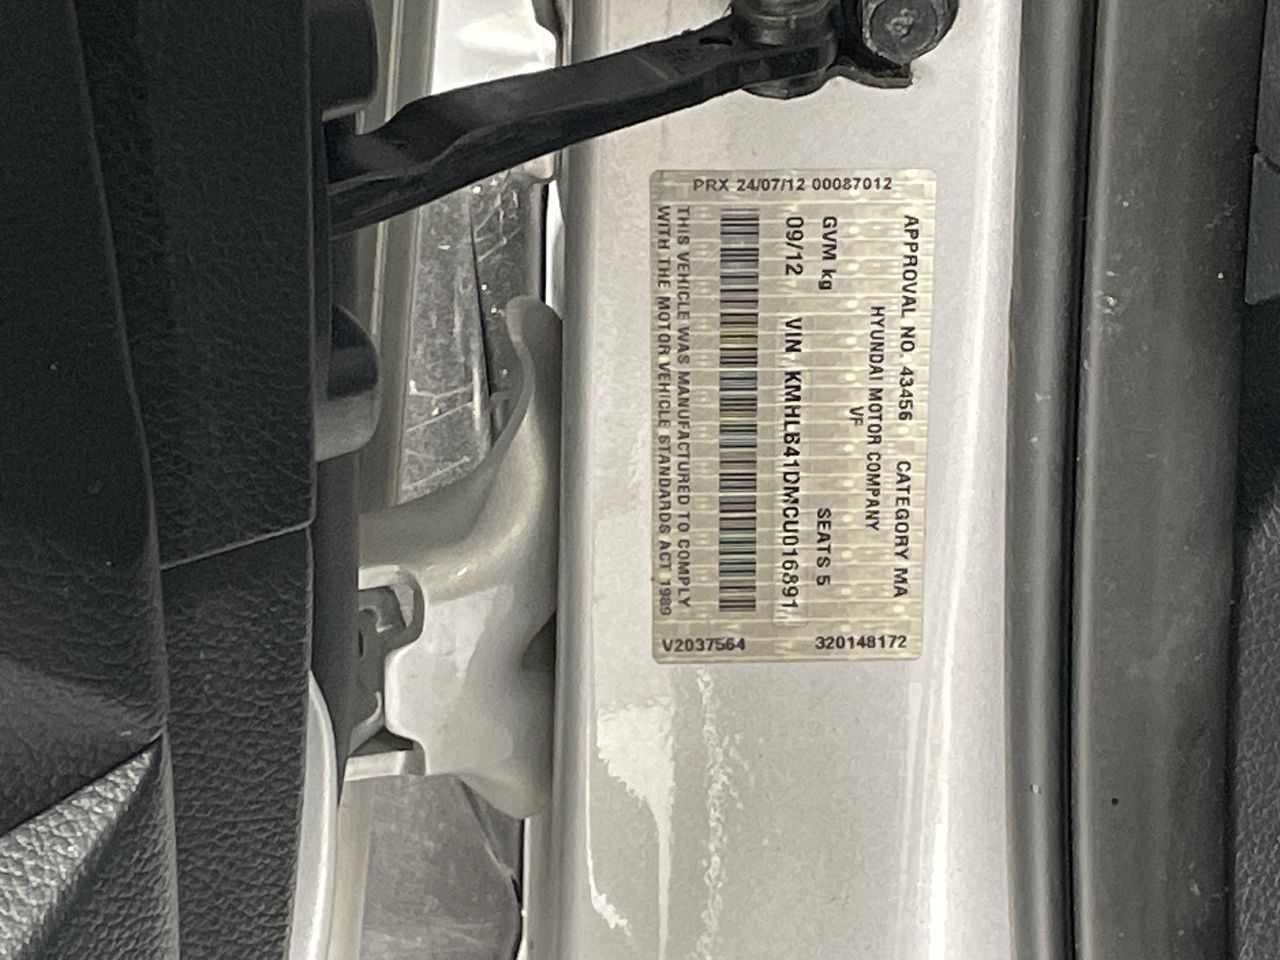 PRX 24/07/12 00087012
APPROVAL NO. 43456 CATEGORY MA
HYUNDAI MOTOR COMPANY
VF
GVM kg SEATS 5
09/12 VIN KMHLB41DMCU016891
THIS VEHICLE WAS MANUFACTURED TO COMPLY
WITH THE MOTOR VEHICLE STANDARDS ACT 1989
V2037564 320148172